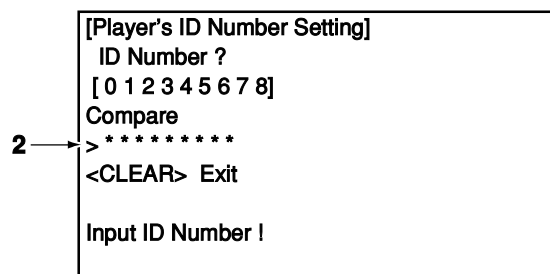 [Player's ID Number Setting]
ID Number ?
[ 0 1 2 3 4 5 6 7 8]
Compare
2 > * * * * * * * * *
<CLEAR> Exit
Input ID Number !